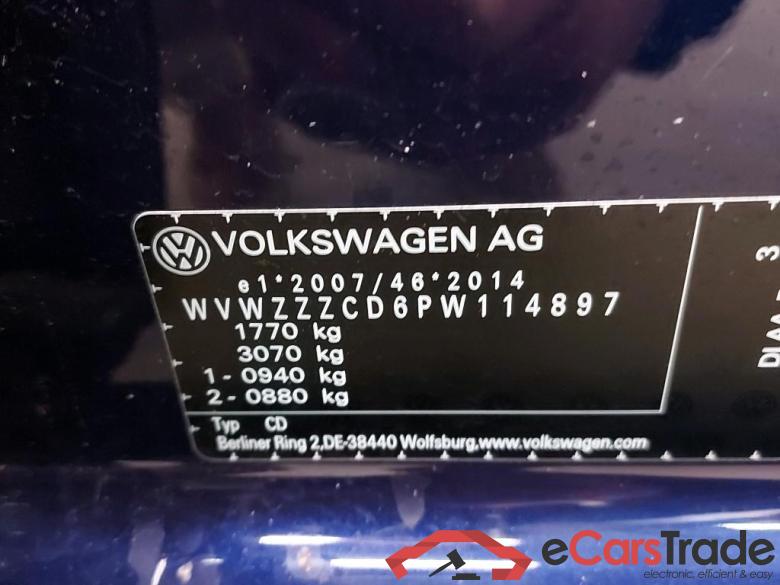 VOLKSWAGEN AG
e1*2007/46*2014
WVWZZZCD6PW114897
1770 kg
3070 kg
1 - 0940 kg
2 - 0880 kg
Typ CD
Berliner Ring 2,DE-38440 Wolfsburg,www.volkswagen.com
3
eCarsTrade
electronic, efficient & easy